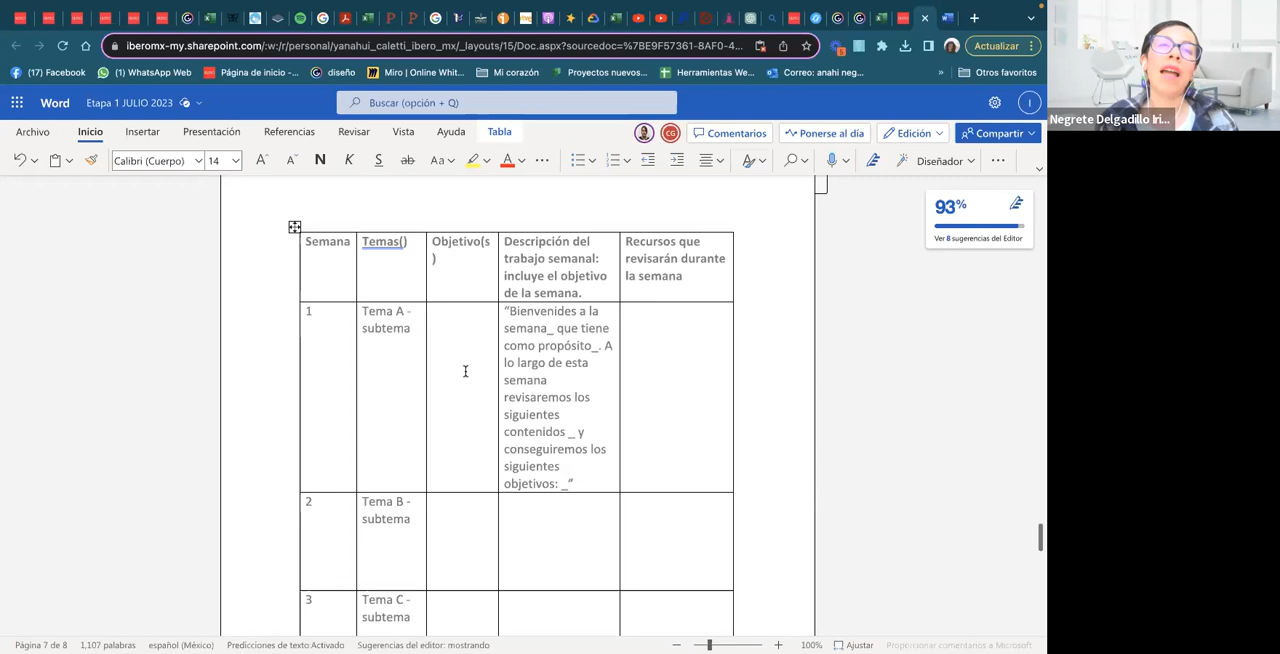 iberomx-my.sharepoint.com/:w:/r/personal/yanahui_caletti_ibero_mx/_layouts/15/Doc.aspx?sourcedoc=%7BE9F57361-8AF0-4...
Actualizar
(17) Facebook
(1) WhatsApp Web
Página de inicio -...
diseño
Miro | Online Whit...
Mi corazón
Proyectos nuevos...
Herramientas We...
Correo: anahi neg...
»
Otros favoritos
Negrete Delgadillo Iri...
Word
Etapa 1 JULIO 2023
Buscar (opción + Q)
I
Archivo
Inicio
Insertar
Presentación
Referencias
Revisar
Vista
Ayuda
Tabla
CG
Comentarios
Ponerse al día
Edición
Compartir
Calibri (Cuerpo)
14
N
K
S
ab
Aa
A
Diseñador
93%
Ver 8 sugerencias del Editor
Semana
Temas()
Objetivo(s
)
Descripción del
trabajo semanal:
incluye el objetivo
de la semana.
Recursos que
revisarán durante
la semana
1
Tema A -
subtema
“Bienvenides a la
semana_ que tiene
como propósito_. A
lo largo de esta
semana
revisaremos los
siguientes
contenidos _ y
conseguiremos los
siguientes
objetivos: _”
2
Tema B -
subtema
3
Tema C -
subtema
Página 7 de 8
1,107 palabras
español (México)
Predicciones de texto:Activado
Sugerencias del editor: mostrando
100%
Ajustar
Proporcionar comentarios a Microsoft